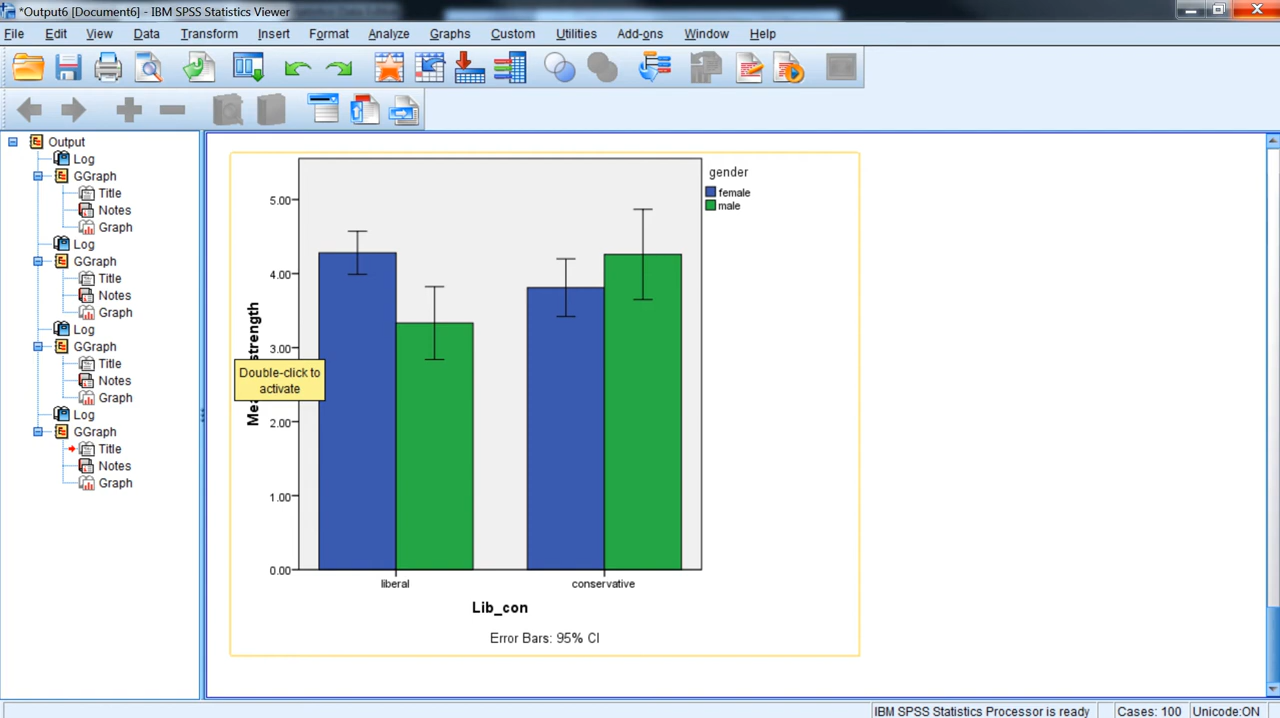 *Output6 [Document6] - IBM SPSS Statistics Viewer
File Edit View Data Transform Insert Format Analyze Graphs Custom Utilities Add-ons Window Help
Output
Log
GGraph
Title
Notes
Graph
Log
GGraph
Title
Notes
Graph
Log
GGraph
Title
Notes
Graph
Log
GGraph
Title
Notes
Graph
gender
female
male
5.00
4.00
3.00
2.00
1.00
0.00
strength
Double-click to
activate
liberal conservative
Lib_con
Error Bars: 95% CI
IBM SPSS Statistics Processor is ready Cases: 100 Unicode:ON